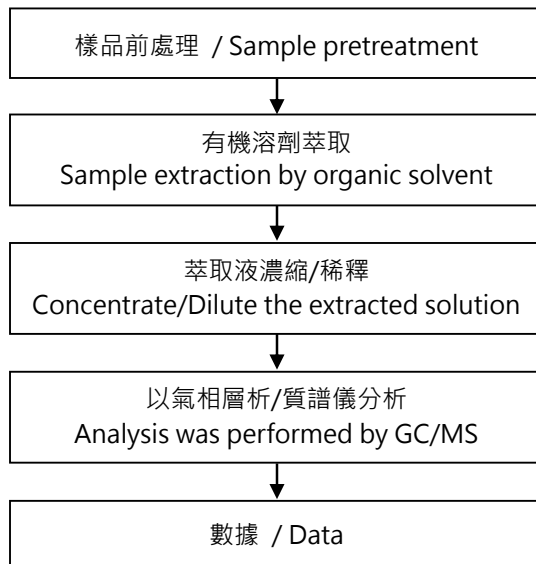 樣品前處理 / Sample pretreatment
有機溶劑萃取
Sample extraction by organic solvent
萃取液濃縮/稀釋
Concentrate/Dilute the extracted solution
以氣相層析/質譜儀分析
Analysis was performed by GC/MS
數據 / Data